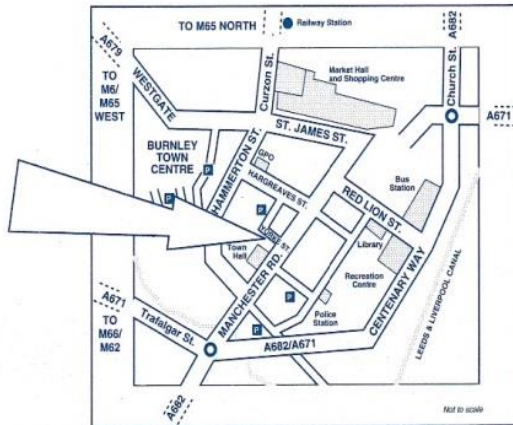 TO M65 NORTH
Railway Station
A682
A679
TO
M6/
M65
WEST
WESTGATE
Curzon St.
Market Hall
and Shopping Centre
Church St.
A671
ST. JAMES ST.
BURNLEY
TOWN
CENTRE
HAMMERTON ST.
GPO
HARGREAVES ST.
P
P
P
RED LION ST.
Bus
Station
YORKE ST.
Town
Hall
MANCHESTER RD.
Library
Recreation
Centre
CENTENARY WAY
LEEDS & LIVERPOOL CANAL
A671
TO
M66/
M62
Trafalgar St.
P
P
Police
Station
A682/A671
A682
Not to scale